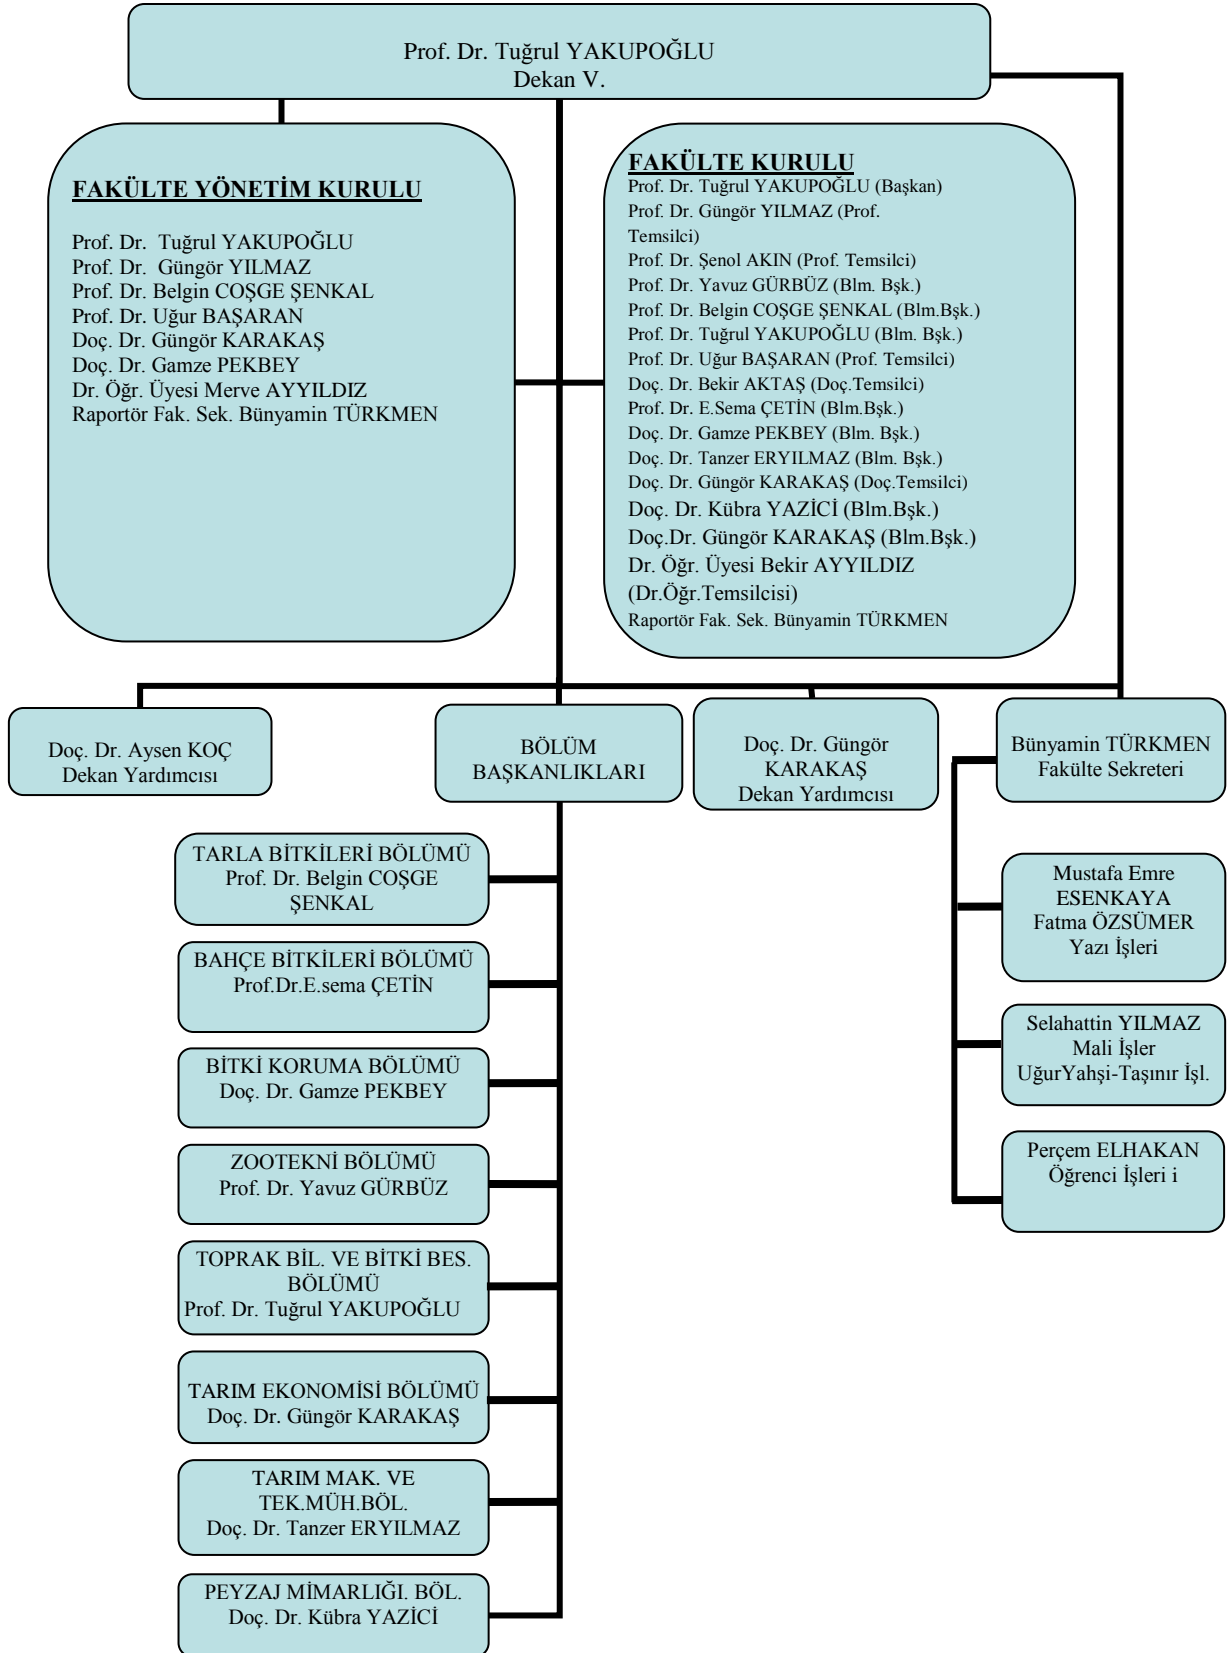 Prof. Dr. Tuğrul YAKUPOĞLU
Dekan V.
FAKÜLTE YÖNETİM KURULU
Prof. Dr.  Tuğrul YAKUPOĞLU
Prof. Dr.  Güngör YILMAZ
Prof. Dr. Belgin COŞGE ŞENKAL
Prof. Dr. Uğur BAŞARAN
Doç. Dr. Güngör KARAKAŞ
Doç. Dr. Gamze PEKBEY
Dr. Öğr. Üyesi Merve AYYILDIZ
Raportör Fak. Sek. Bünyamin TÜRKMEN
FAKÜLTE KURULU
Prof. Dr. Tuğrul YAKUPOĞLU (Başkan)
Prof. Dr. Güngör YILMAZ (Prof.
Temsilci)
Prof. Dr. Şenol AKIN (Prof. Temsilci)
Prof. Dr. Yavuz GÜRBÜZ (Blm. Bşk.)
Prof. Dr. Belgin COŞGE ŞENKAL (Blm.Bşk.)
Prof. Dr. Tuğrul YAKUPOĞLU (Blm. Bşk.)
Prof. Dr. Uğur BAŞARAN (Prof. Temsilci)
Doç. Dr. Bekir AKTAŞ (Doç.Temsilci)
Prof. Dr. E.Sema ÇETİN (Blm.Bşk.)
Doç. Dr. Gamze PEKBEY (Blm. Bşk.)
Doç. Dr. Tanzer ERYILMAZ (Blm. Bşk.)
Doç. Dr. Güngör KARAKAŞ (Doç.Temsilci)
Doç. Dr. Kübra YAZİCİ (Blm.Bşk.)
Doç.Dr. Güngör KARAKAŞ (Blm.Bşk.)
Dr. Öğr. Üyesi Bekir AYYILDIZ
(Dr.Öğr.Temsilcisi)
Raportör Fak. Sek. Bünyamin TÜRKMEN
Doç. Dr. Aysen KOÇ
Dekan Yardımcısı
BÖLÜM
BAŞKANLIKLARI
Doç. Dr. Güngör
KARAKAŞ
Dekan Yardımcısı
Bünyamin TÜRKMEN
Fakülte Sekreteri
TARLA BİTKİLERİ BÖLÜMÜ
Prof. Dr. Belgin COŞGE
ŞENKAL
BAHÇE BİTKİLERİ BÖLÜMÜ
Prof.Dr.E.sema ÇETİN
BİTKİ KORUMA BÖLÜMÜ
Doç. Dr. Gamze PEKBEY
ZOOTEKNİ BÖLÜMÜ
Prof. Dr. Yavuz GÜRBÜZ
TOPRAK BİL. VE BİTKİ BES.
BÖLÜMÜ
Prof. Dr. Tuğrul YAKUPOĞLU
TARIM EKONOMİSİ BÖLÜMÜ
Doç. Dr. Güngör KARAKAŞ
TARIM MAK. VE
TEK.MÜH.BÖL.
Doç. Dr. Tanzer ERYILMAZ
PEYZAJ MİMARLIĞI. BÖL.
Doç. Dr. Kübra YAZİCİ
Mustafa Emre
ESENKAYA
Fatma ÖZSÜMER
Yazı İşleri
Selahattin YILMAZ
Mali İşler
UğurYahşi-Taşınır İşl.
Perçem ELHAKAN
Öğrenci İşleri i